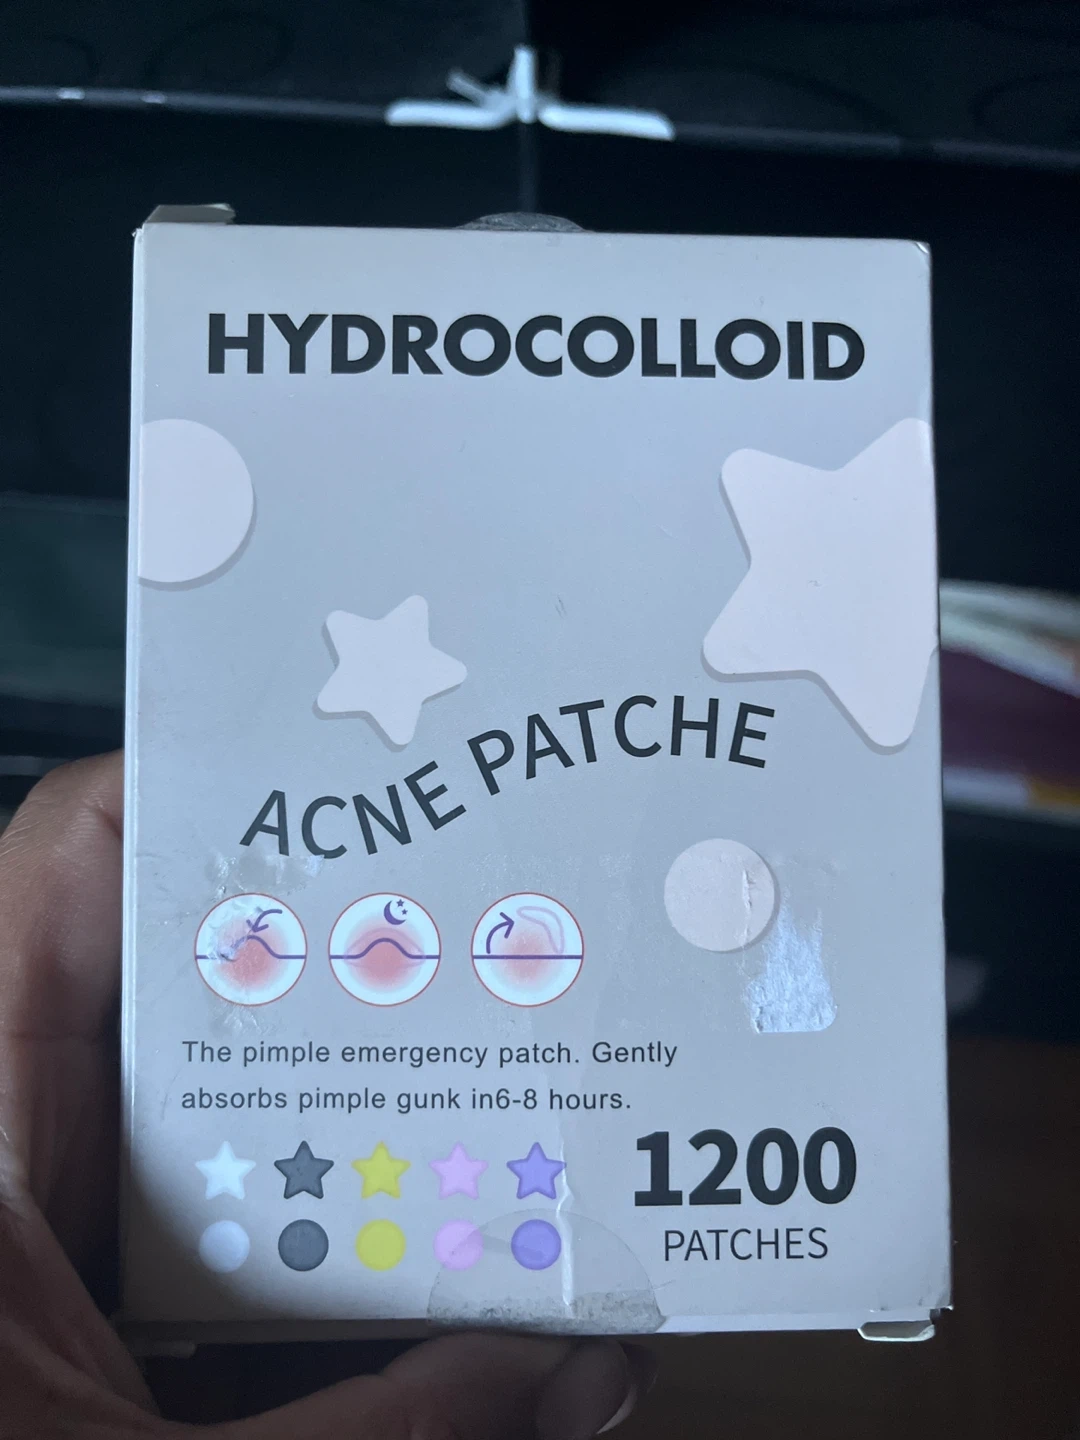 HYDROCOLLOID
ACNE PATCHE
The pimple emergency patch. Gently
absorbs pimple gunk in6-8 hours.
1200
PATCHES